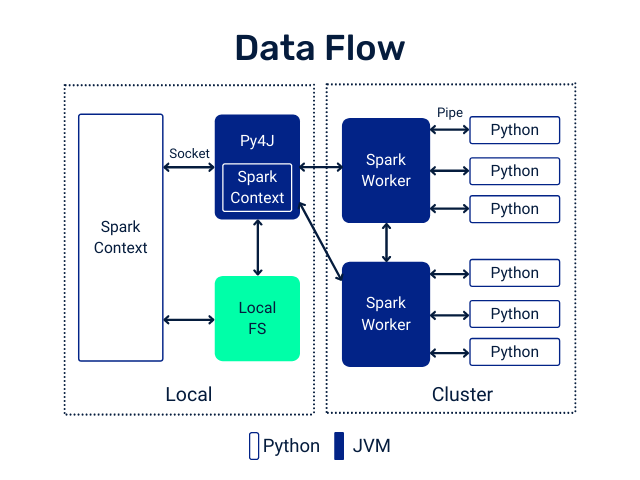 Data Flow
Spark
Context
Socket
Py4J
Spark
Context
Local
FS
Local
Spark
Worker
Pipe
Python
Python
Python
Spark
Worker
Python
Python
Python
Cluster
Python
JVM